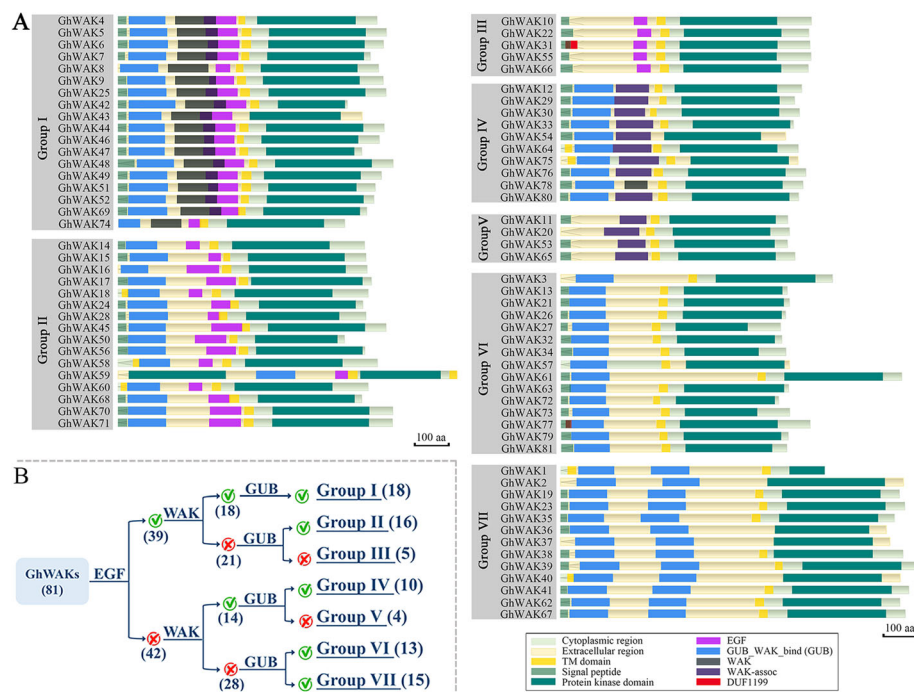 A
Group I
GhWAK4
GhWAK5
GhWAK6
GhWAK7
GhWAK8
GhWAK9
GhWAK25
GhWAK42
GhWAK43
GhWAK44
GhWAK46
GhWAK47
GhWAK48
GhWAK49
GhWAK51
GhWAK52
GhWAK69
GhWAK74
Group II
GhWAK14
GhWAK15
GhWAK16
GhWAK17
GhWAK18
GhWAK24
GhWAK28
GhWAK45
GhWAK50
GhWAK56
GhWAK58
GhWAK59
GhWAK60
GhWAK68
GhWAK70
GhWAK71
100 aa
Group III
GhWAK10
GhWAK22
GhWAK31
GhWAK55
GhWAK66
Group IV
GhWAK12
GhWAK29
GhWAK30
GhWAK33
GhWAK54
GhWAK64
GhWAK75
GhWAK76
GhWAK78
GhWAK80
GroupV
GhWAK11
GhWAK20
GhWAK53
GhWAK65
Group VI
GhWAK3
GhWAK13
GhWAK21
GhWAK26
GhWAK27
GhWAK32
GhWAK34
GhWAK57
GhWAK61
GhWAK63
GhWAK72
GhWAK73
GhWAK77
GhWAK79
GhWAK81
Group VII
GhWAK1
GhWAK2
GhWAK19
GhWAK23
GhWAK35
GhWAK36
GhWAK37
GhWAK38
GhWAK39
GhWAK40
GhWAK41
GhWAK62
GhWAK67
100 aa
Cytoplasmic region
Extracellular region
TM domain
Signal peptide
Protein kinase domain
EGF
GUB_WAK_bind (GUB)
WAK
WAK-assoc
DUF1199
B
GhWAKs
(81)
EGF
(39)
WAK
(18)
GUB
Group I (18)
(21)
GUB
Group II (16)
Group III (5)
(42)
WAK
(14)
GUB
Group IV (10)
Group V (4)
(28)
GUB
Group VI (13)
Group VII (15)